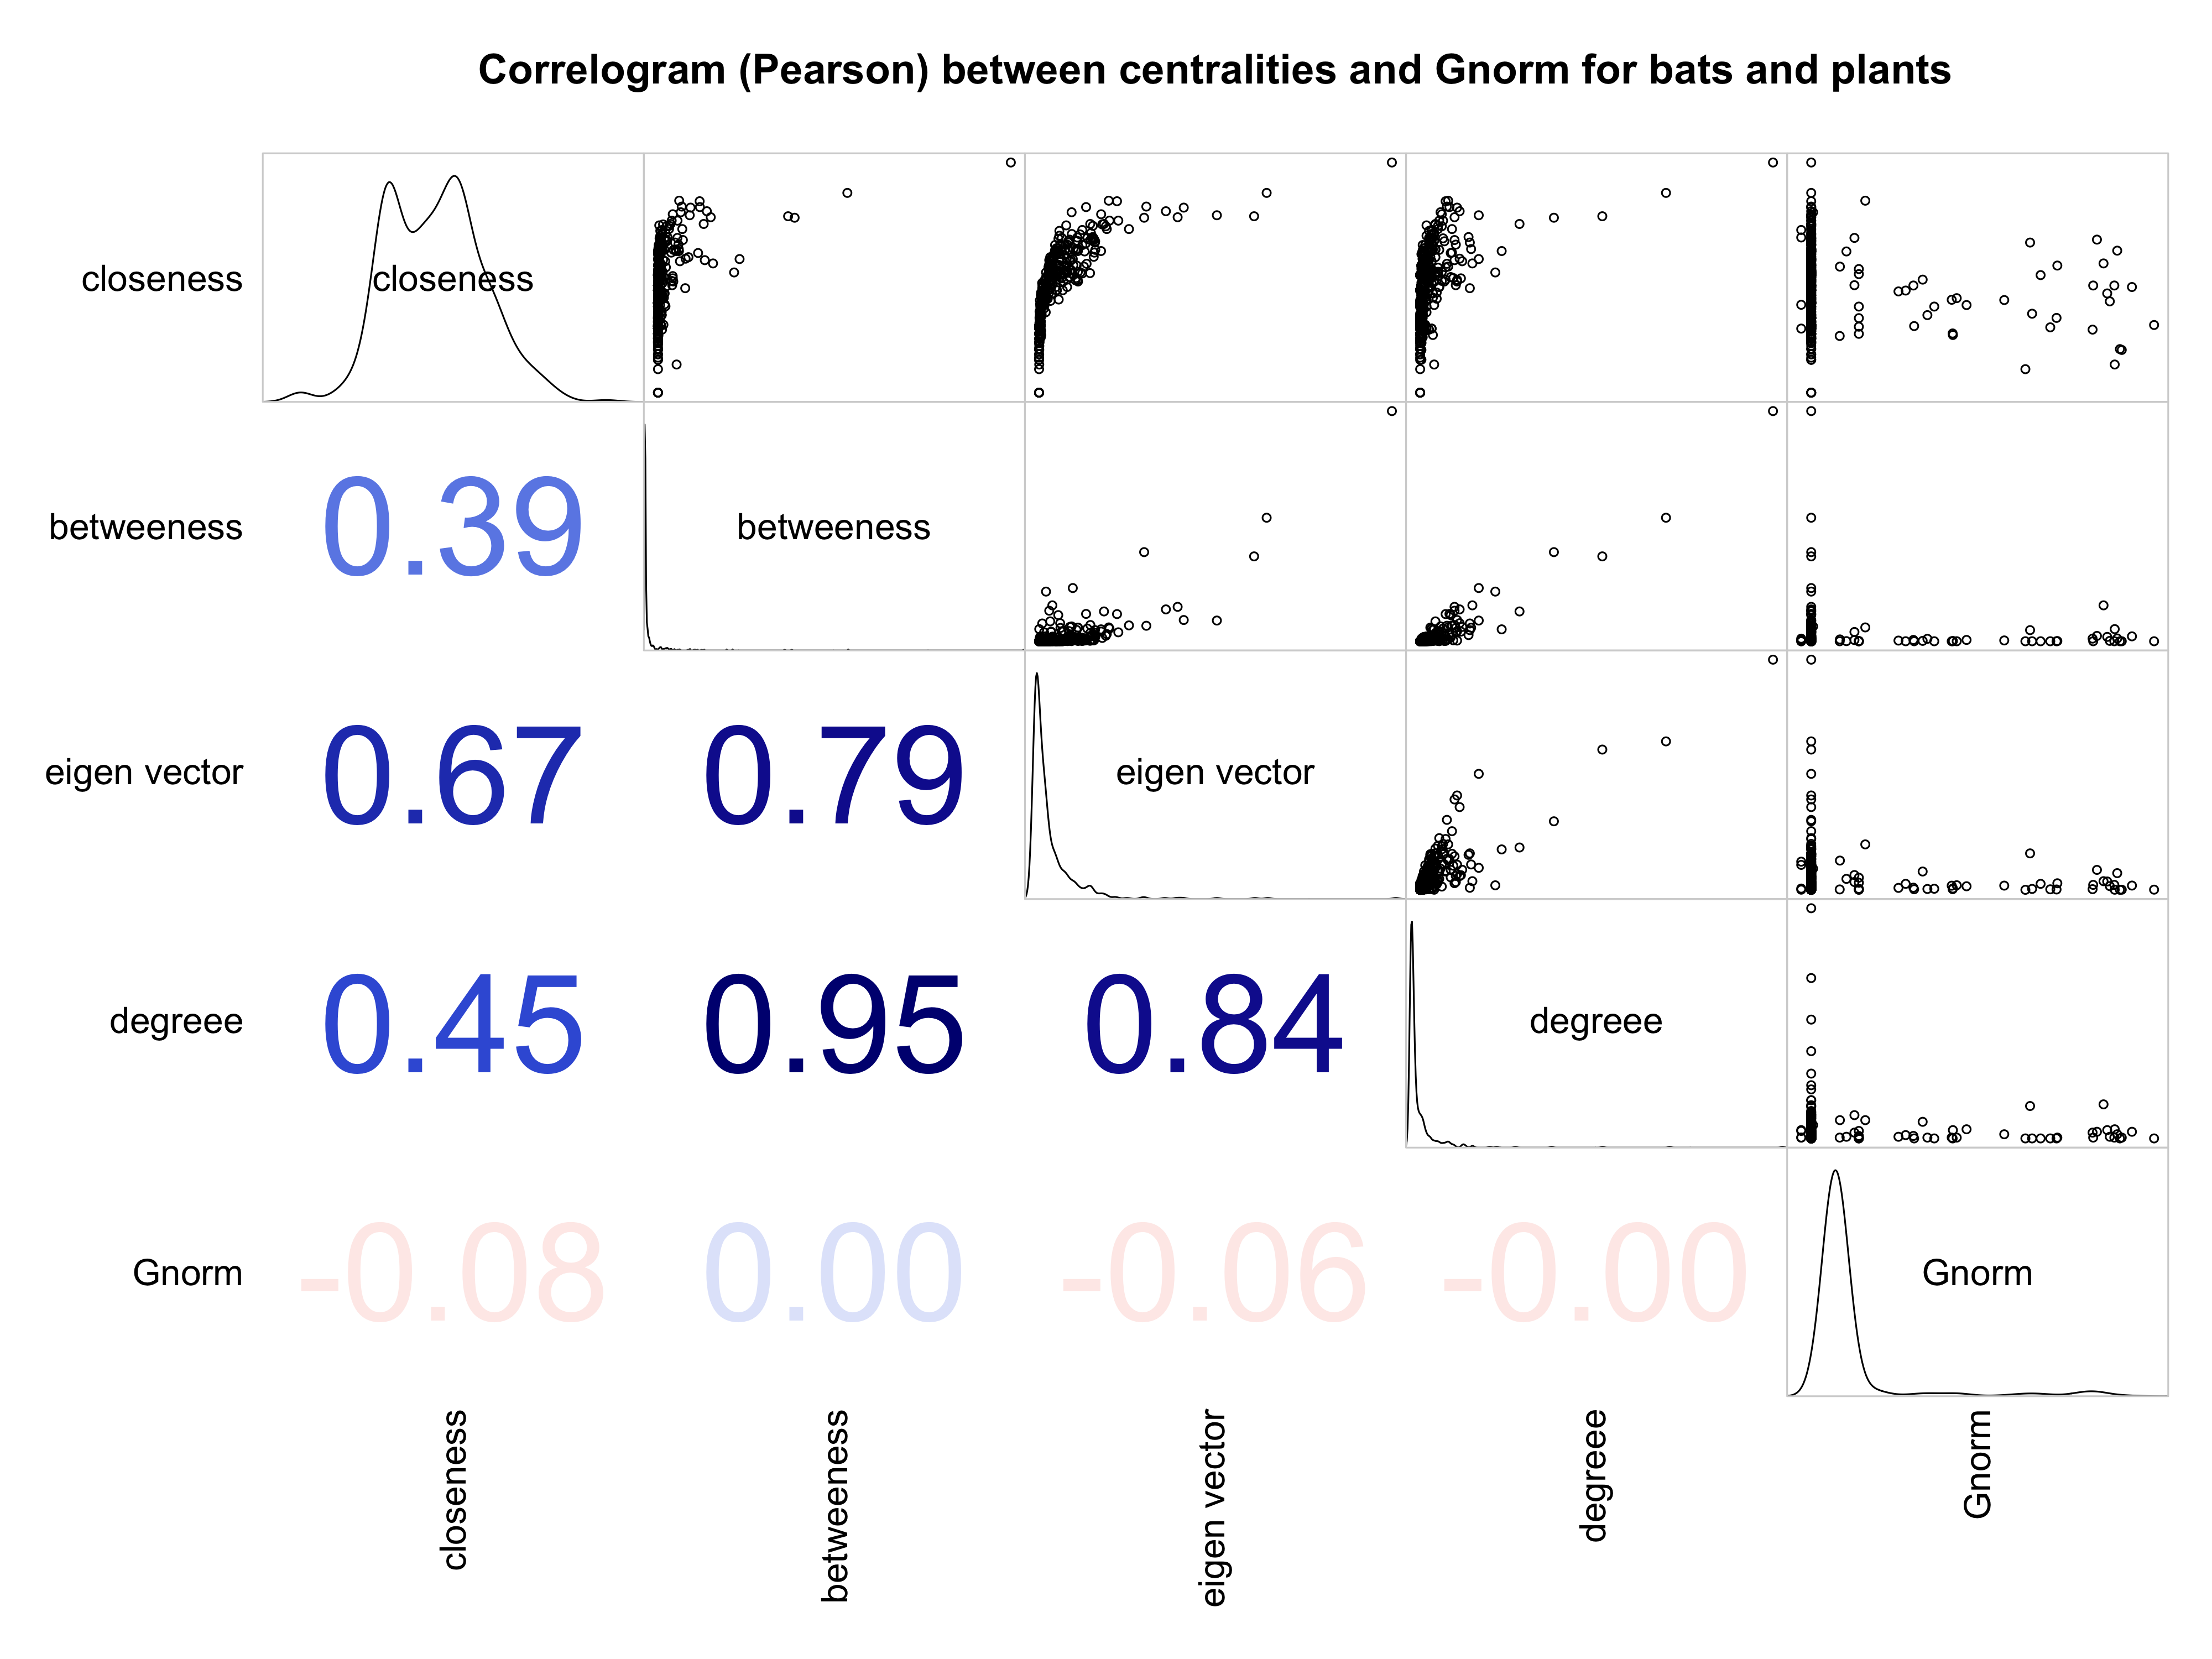 Correlogram (Pearson) between centralities and Gnorm for bats and plants
closeness closeness
betweeness 0.39 betweeness
eigen vector 0.67 0.79 eigen vector
degreee 0.45 0.95 0.84 degreee
Gnorm -0.08 0.00 -0.06 -0.00 Gnorm
closeness
betweeness
eigen vector
degreee
Gnorm